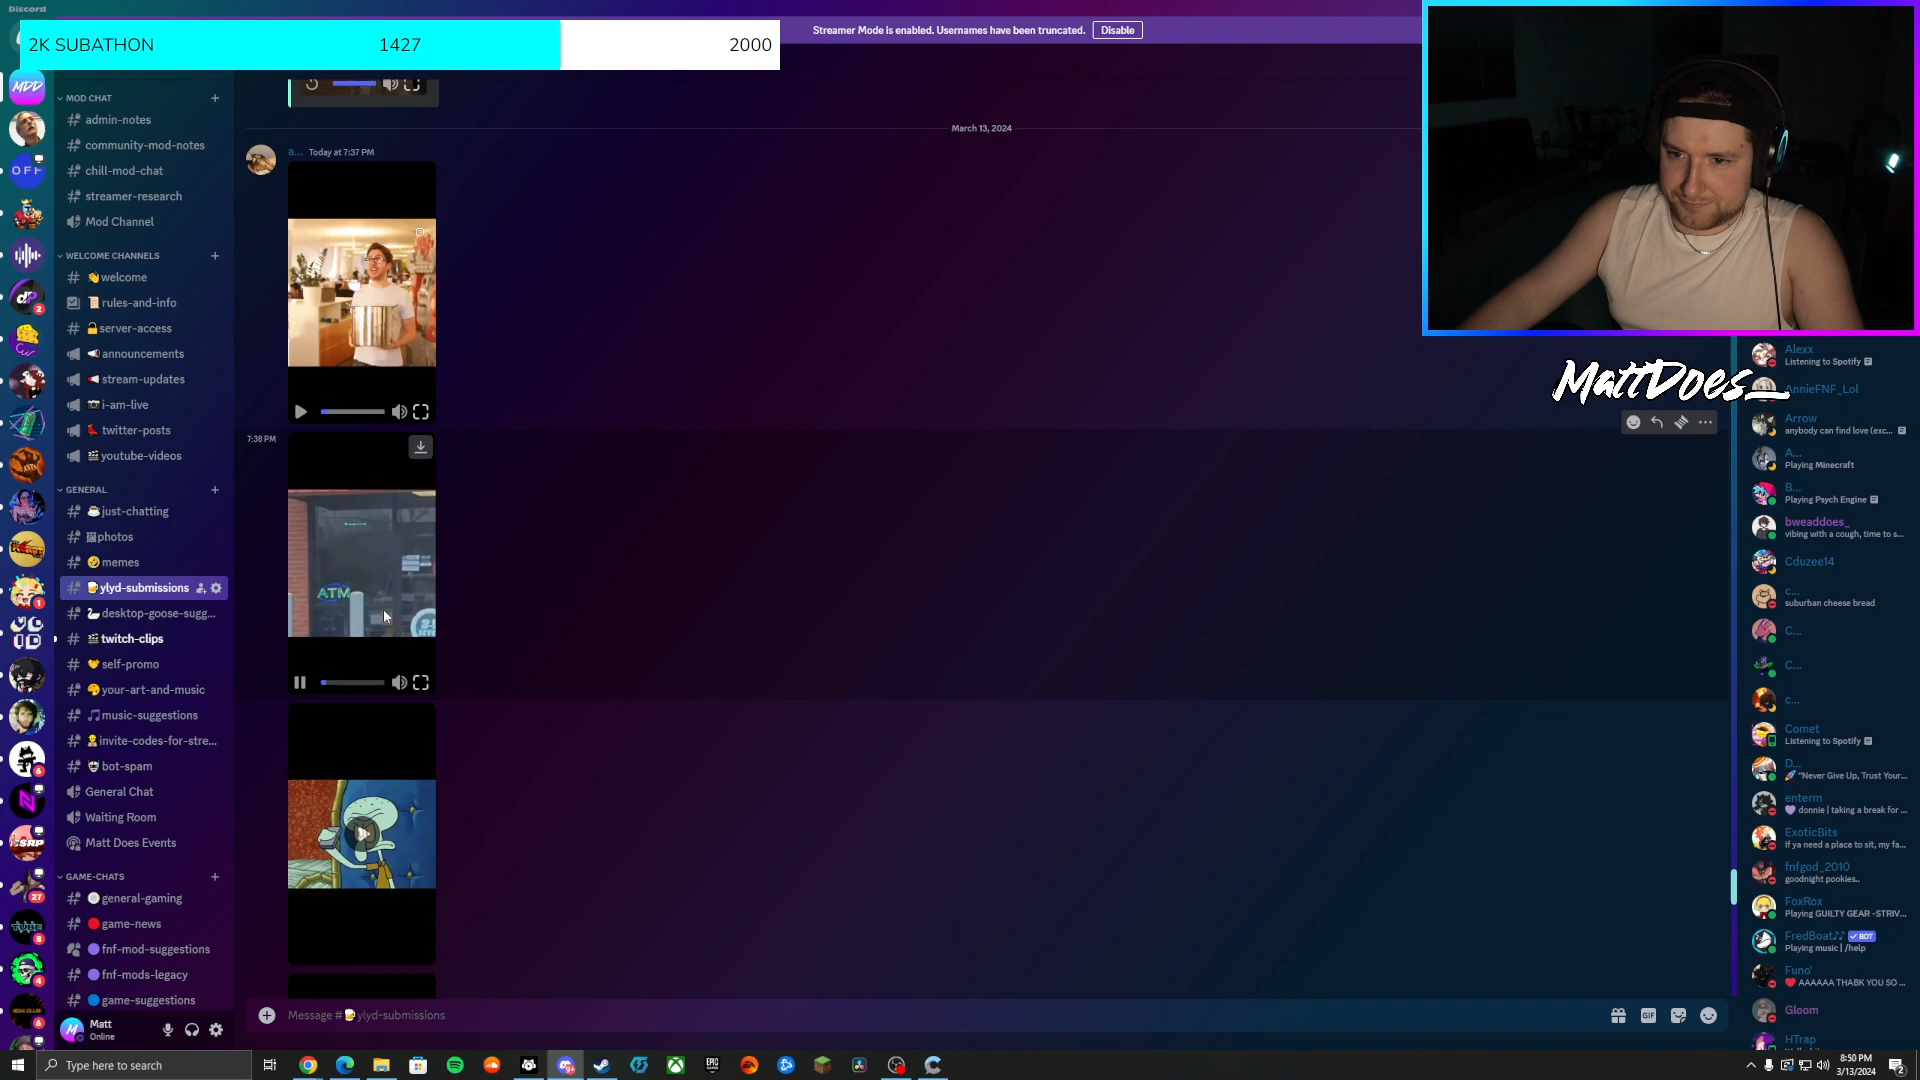 Discord
2K SUBATHON 1427 2000
Streamer Mode is enabled. Usernames have been truncated. Disable
MDD
MOD CHAT
admin-notes
community-mod-notes
chill-mod-chat
streamer-research
Mod Channel
WELCOME CHANNELS
welcome
rules-and-info
server-access
announcements
stream-updates
i-am-live
twitter-posts
youtube-videos
GENERAL
just-chatting
photos
memes
ylyd-submissions
desktop-goose-sugg...
twitch-clips
self-promo
your-art-and-music
music-suggestions
invite-codes-for-stre...
bot-spam
General Chat
Waiting Room
Matt Does Events
GAME-CHATS
general-gaming
game-news
fnf-mod-suggestions
fnf-mods-legacy
game-suggestions
Matt
Online
March 13, 2024
a... Today at 7:37 PM
7:38 PM
ATM
Message #🍺ylyd-submissions
GIF
MattDoes_
Alexx
Listening to Spotify
AnnieFNF_Lol
Arrow
anybody can find love (exc...
A...
Playing Minecraft
B...
Playing Psych Engine
bweaddoes_
vibing with a cough, time to s...
Cduzee14
c...
suburban cheese bread
C...
C...
c...
Comet
Listening to Spotify
D...
🚀 "Never Give Up, Trust Your...
enterm
💜 donnie | taking a break for ...
ExoticBits
If ya need a place to sit, my fa...
fnfgod_2010
goodnight pookies..
FoxRox
Playing GUILTY GEAR -STRIV...
FredBoat♪♪ ✓ BOT
Playing music | /help
Funo'
❤️ AAAAAA THABK YOU SO ...
Gloom
HTrap
Type here to search
8:50 PM
3/13/2024